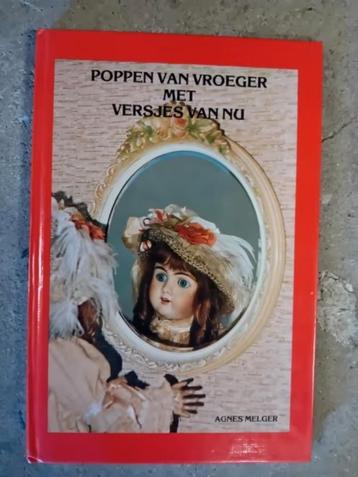 POPPEN VAN VROEGER
MET
VERSJES VAN NU
AGNES MELGER